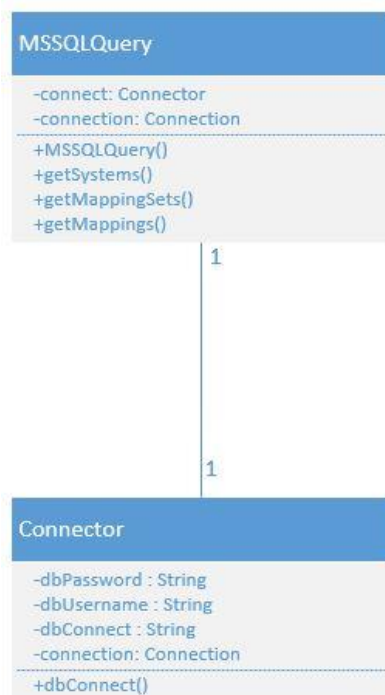 MSSQLQuery
-connect: Connector
-connection: Connection
+MSSQLQuery()
+getSystems()
+getMappingSets()
+getMappings()
1
1
Connector
-dbPassword : String
-dbUsername : String
-dbConnect : String
-connection: Connection
+dbConnect()